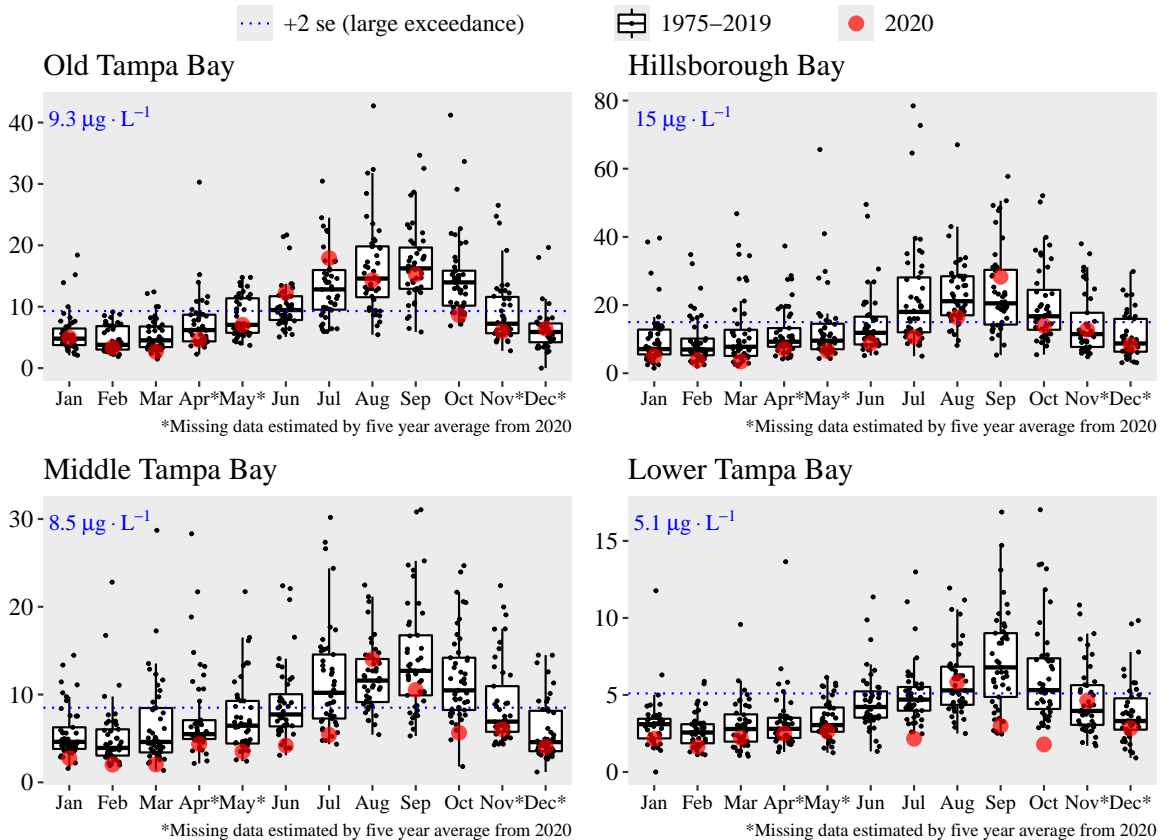 +2 se (large exceedance) 1975−2019 2020
Old Tampa Bay
9.3 μg · L⁻¹
40
30
20
10
0
Jan Feb Mar Apr* May* Jun Jul Aug Sep Oct Nov* Dec*
*Missing data estimated by five year average from 2020
Hillsborough Bay
15 μg · L⁻¹
80
60
40
20
0
Jan Feb Mar Apr* May* Jun Jul Aug Sep Oct Nov* Dec*
*Missing data estimated by five year average from 2020
Middle Tampa Bay
8.5 μg · L⁻¹
30
20
10
0
Jan Feb Mar Apr* May* Jun Jul Aug Sep Oct Nov* Dec*
*Missing data estimated by five year average from 2020
Lower Tampa Bay
5.1 μg · L⁻¹
15
10
5
0
Jan Feb Mar Apr* May* Jun Jul Aug Sep Oct Nov* Dec*
*Missing data estimated by five year average from 2020